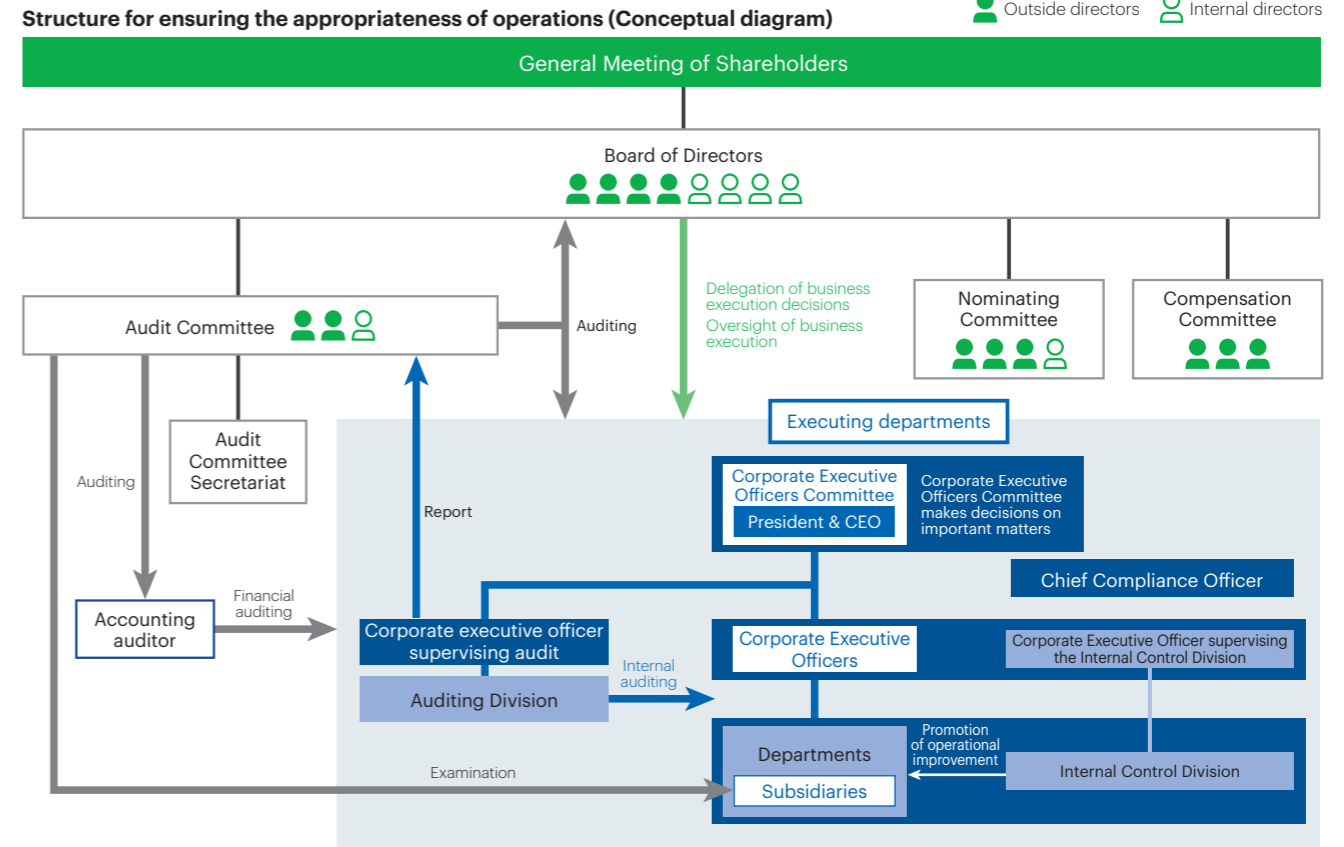 Structure for ensuring the appropriateness of operations (Conceptual diagram)
Outside directors
Internal directors
General Meeting of Shareholders
Board of Directors
Audit Committee
Auditing
Delegation of business
execution decisions
Oversight of business
execution
Nominating
Committee
Compensation
Committee
Audit
Committee
Secretariat
Auditing
Report
Executing departments
Corporate Executive
Officers Committee
President & CEO
Corporate Executive
Officers Committee
makes decisions on
important matters
Chief Compliance Officer
Accounting
auditor
Financial
auditing
Corporate executive officer
supervising audit
Auditing Division
Internal
auditing
Corporate Executive
Officers
Corporate Executive Officer supervising
the Internal Control Division
Departments
Subsidiaries
Promotion
of operational
improvement
Internal Control Division
Examination